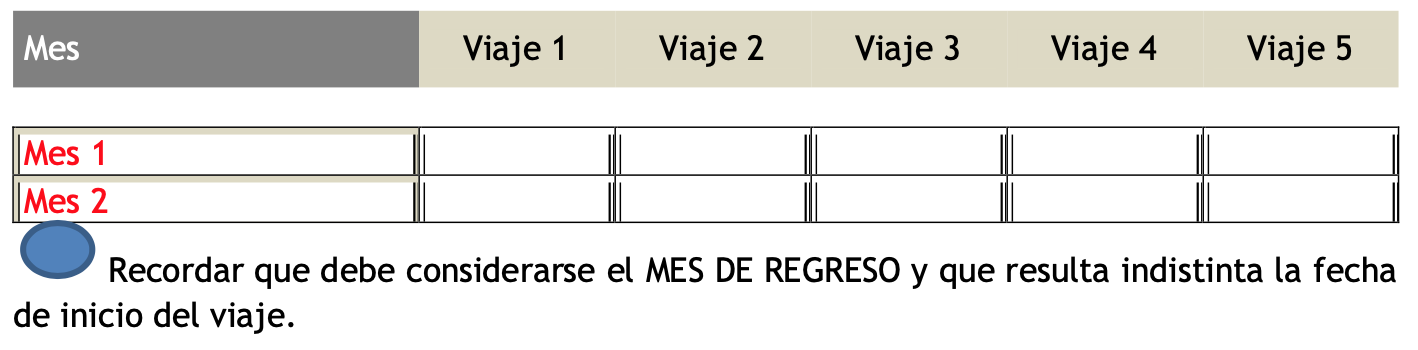 Mes Viaje 1 Viaje 2 Viaje 3 Viaje 4 Viaje 5
Mes 1
Mes 2
Recordar que debe considerarse el MES DE REGRESO y que resulta indistinta la fecha
de inicio del viaje.